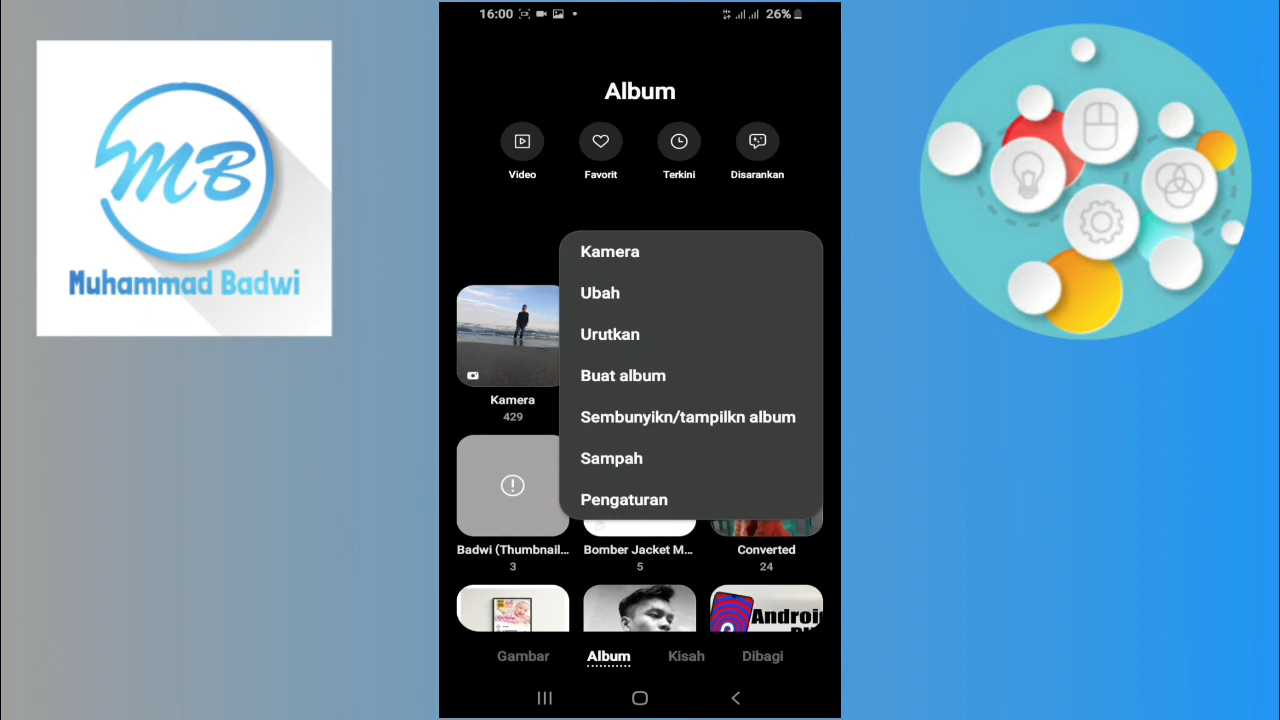 MB
Muhammad Badwi
16:00
26%
Album
Video
Favorit
Terkini
Disarankan
Kamera
Ubah
Urutkan
Buat album
Sembunyikn/tampilkn album
Sampah
Pengaturan
Kamera
429
Badwi (Thumbnail...
3
Bomber Jacket M...
5
Converted
24
Android
Gambar
Album
Kisah
Dibagi